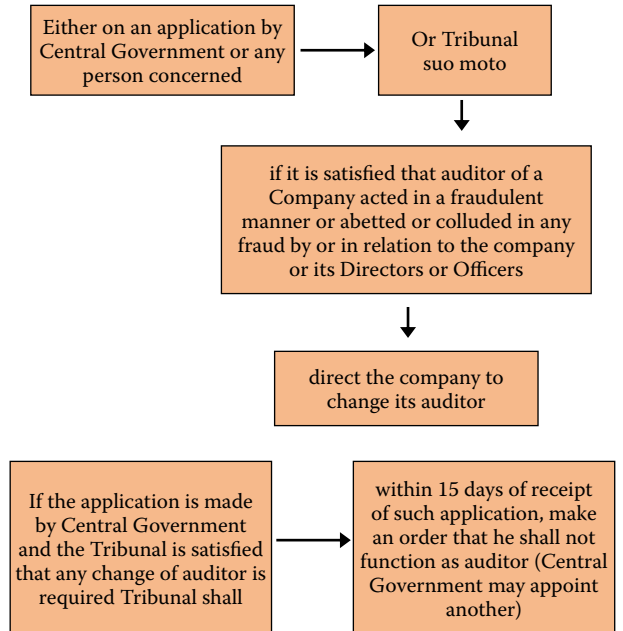 Either on an application by
Central Government or any
person concerned
Or Tribunal
suo moto
if it is satisfied that auditor of a
Company acted in a fraudulent
manner or abetted or colluded in any
fraud by or in relation to the company
or its Directors or Officers
direct the company to
change its auditor
If the application is made
by Central Government
and the Tribunal is satisfied
that any change of auditor is
required Tribunal shall
within 15 days of receipt
of such application, make
an order that he shall not
function as auditor (Central
Government may appoint
another)